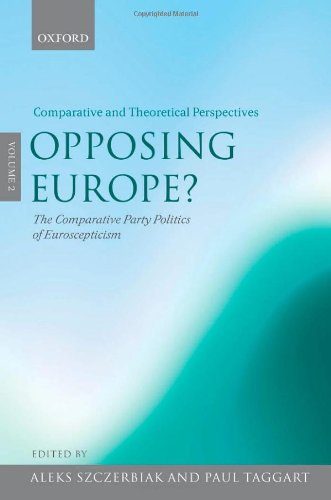 OXFORD
VOLUME 2
Comparative and Theoretical Perspectives
OPPOSING
EUROPE?
The Comparative Party Politics
of Euroscepticism
EDITED BY
ALEKS SZCZERBIAK AND PAUL TAGGART